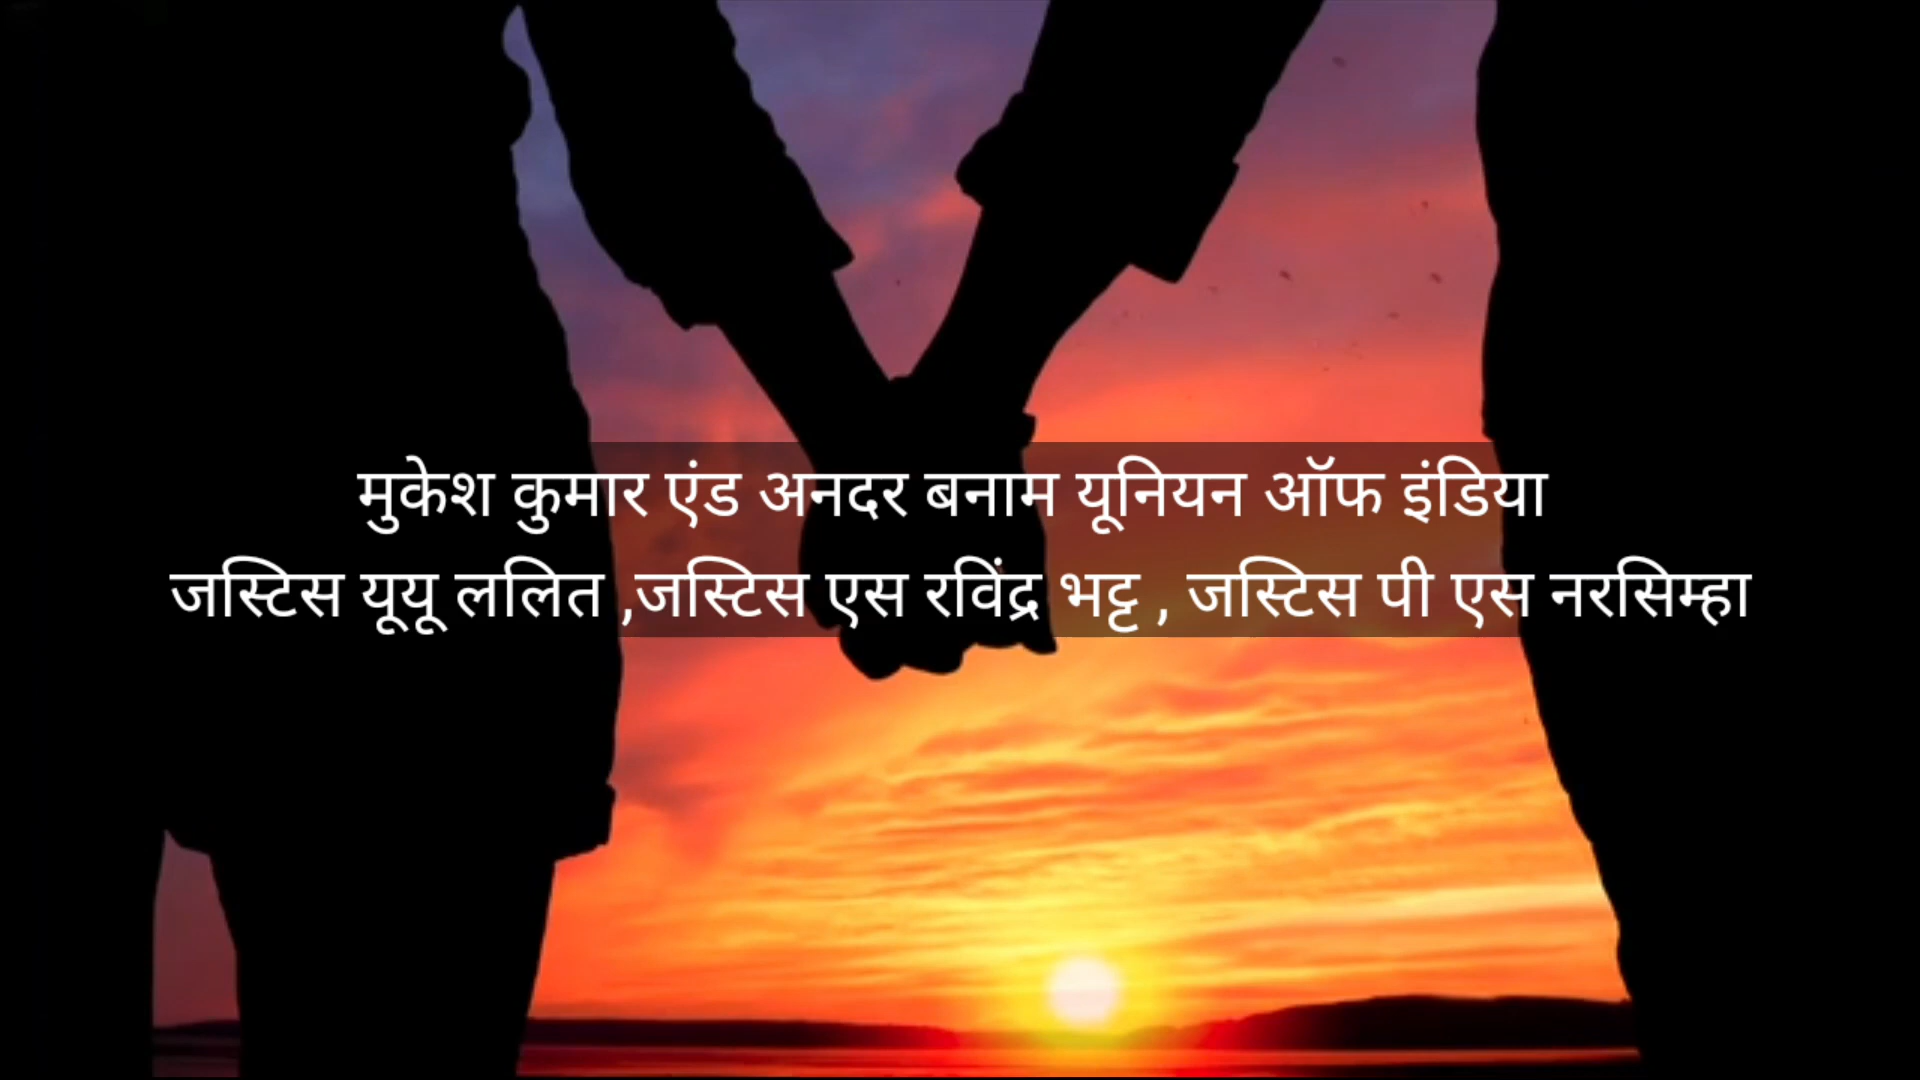 मुकेश कुमार एंड अनदर बनाम यूनियन ऑफ इंडिया
जस्टिस यूयू ललित ,जस्टिस एस रविंद्र भट्ट , जस्टिस पी एस नरसिम्हा